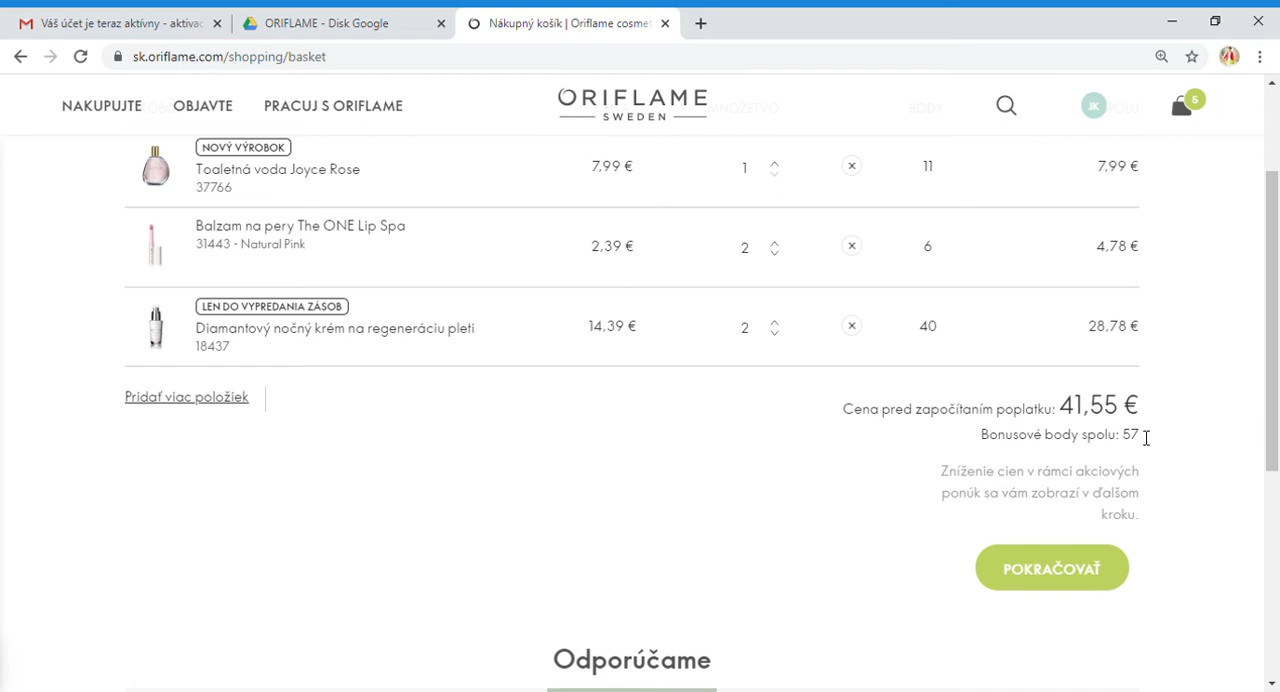 Váš účet je teraz aktívny - aktivac
ORIFLAME - Disk Google
Nákupný košík | Oriflame cosmet
sk.oriflame.com/shopping/basket
NAKUPUJTE
OBJAVTE
PRACUJ S ORIFLAME
ORIFLAME
SWEDEN
MNOŽSTVO
BODY
JK
5
NOVÝ VÝROBOK
Toaletná voda Joyce Rose
37766
7,99 €
1
11
7,99 €
Balzam na pery The ONE Lip Spa
31443 - Natural Pink
2,39 €
2
6
4,78 €
LEN DO VYPREDANIA ZÁSOB
Diamantový nočný krém na regeneráciu pleti
18437
14,39 €
2
40
28,78 €
Pridať viac položiek
Cena pred započítaním poplatku: 41,55 €
Bonusové body spolu: 57
Zníženie cien v rámci akciových
ponúk sa vám zobrazí v ďalšom
kroku.
POKRAČOVAŤ
Odporúčame